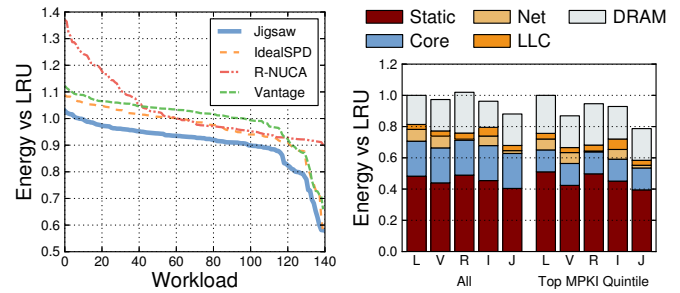 1.4
1.3
1.2
1.1
1.0
0.9
0.8
0.7
0.6
0.5
Energy vs LRU
0 20 40 60 80 100 120 140
Workload
Jigsaw
IdealSPD
R-NUCA
Vantage
Static Net DRAM
Core LLC
1.2
1.0
0.8
0.6
0.4
0.2
0.0
Energy vs LRU
L V R I J L V R I J
All Top MPKI Quintile